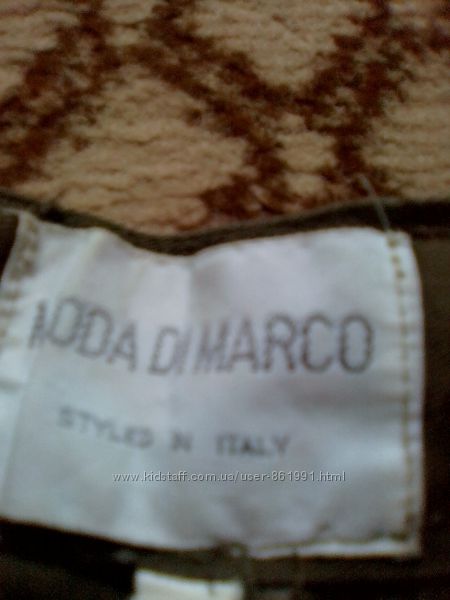 MODA DI MARCO
STYLED IN ITALY
www.kidstaff.com.ua/user-861991.html